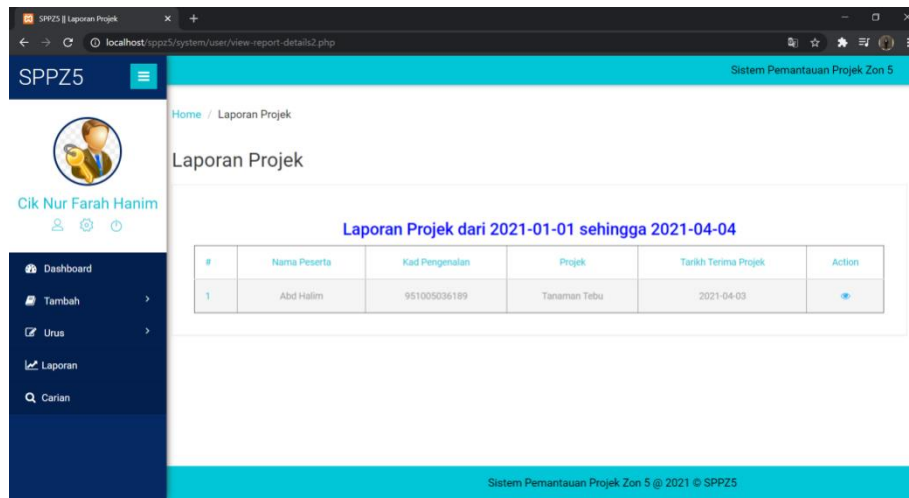 SPPZ5 || Laporan Projek
localhost/sppz5/system/user/view-report-details2.php
SPPZ5
Sistem Pemantauan Projek Zon 5
Home / Laporan Projek
Laporan Projek
Cik Nur Farah Hanim
Dashboard
Tambah
Urus
Laporan
Carian
Laporan Projek dari 2021-01-01 sehingga 2021-04-04
# Nama Peserta Kad Pengenalan Projek Tarikh Terima Projek Action
1 Abd Halim 951005036189 Tanaman Tebu 2021-04-03
Sistem Pemantauan Projek Zon 5 @ 2021 © SPPZ5